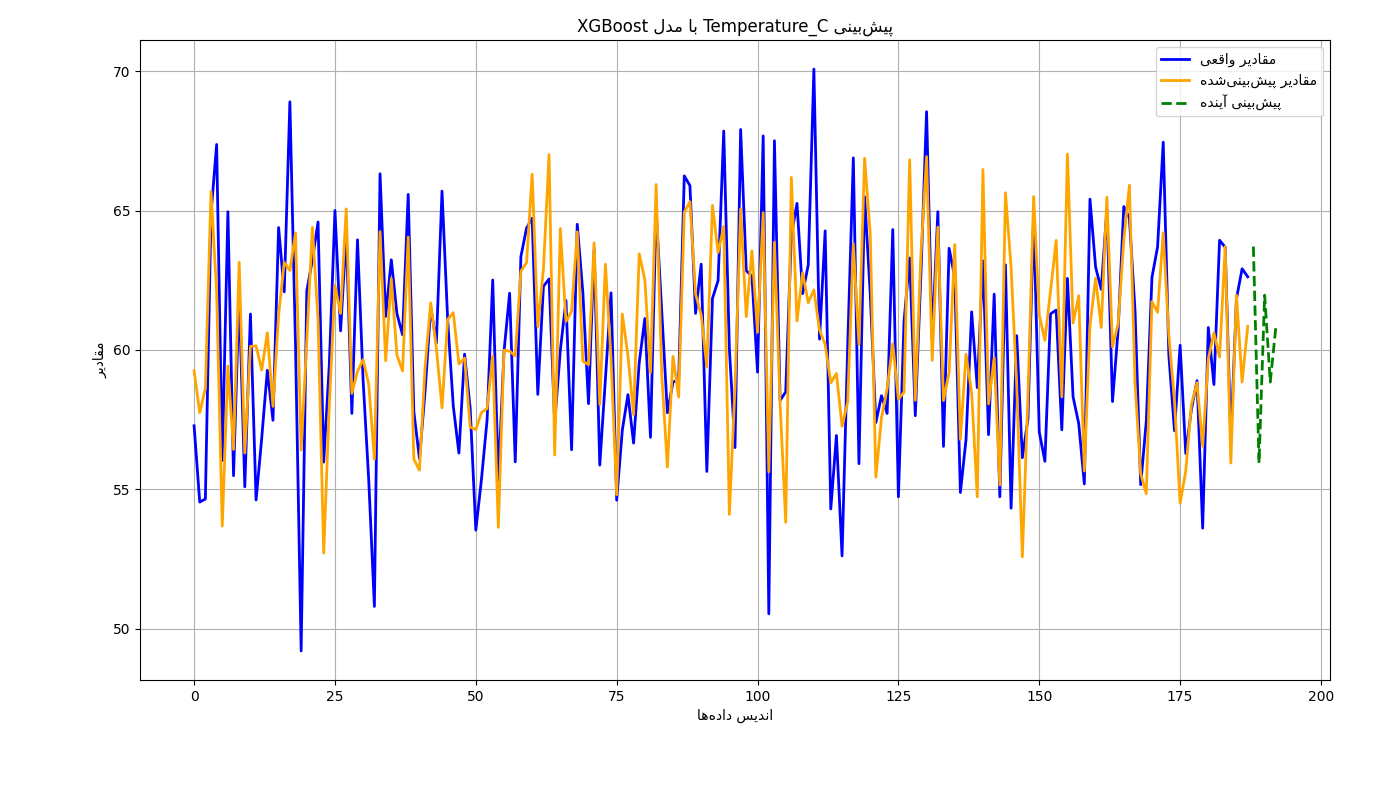 پیش‌بینی Temperature_C با مدل XGBoost
مقادیر واقعی
مقادیر پیش‌بینی‌شده
پیش‌بینی آینده
مقادیر
70
65
60
55
50
0 25 50 75 100 125 150 175 200
اندیس داده‌ها